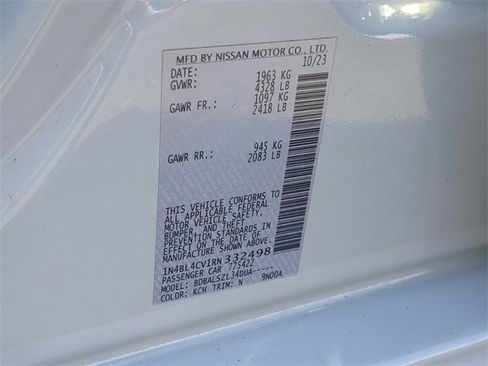 MFD BY NISSAN MOTOR CO., LTD.
DATE: 10/23
GVWR: 1963 KG
4328 LB
GAWR FR.: 1097 KG
2418 LB
GAWR RR.: 945 KG
2083 LB
THIS VEHICLE CONFORMS TO
ALL APPLICABLE FEDERAL
MOTOR VEHICLE SAFETY,
BUMPER, AND THEFT
PREVENTION STANDARDS IN
EFFECT ON THE DATE OF
MANUFACTURE SHOWN ABOVE.
1N4BL4CV1RN332498
PASSENGER CAR 775422
MODEL: BDBALSZL34DUA-----
COLOR: KCH TRIM: N 9N00A